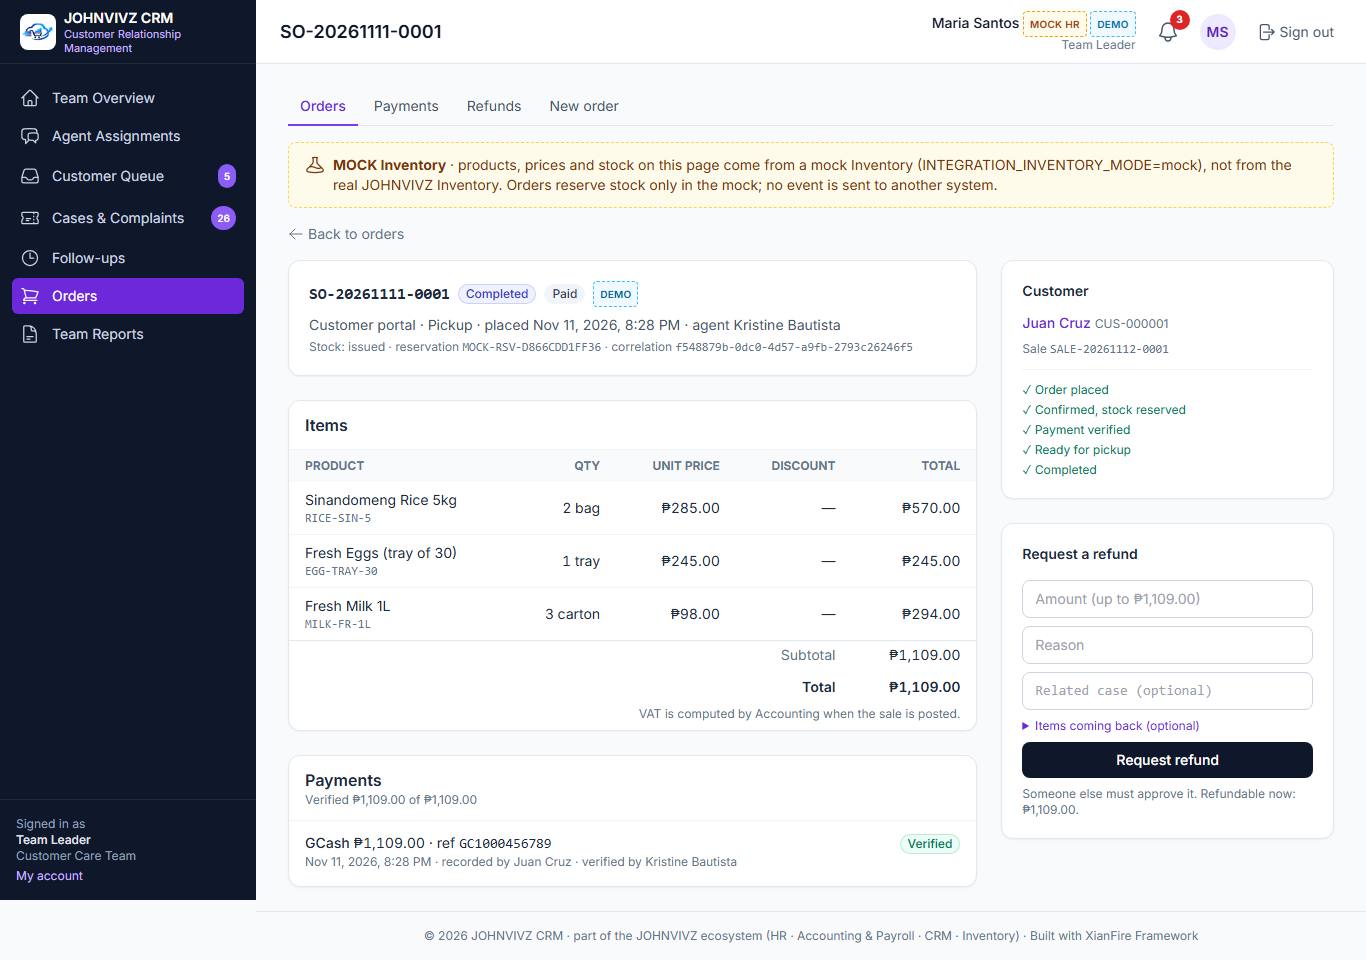 JOHNVIVZ CRM
Customer Relationship
Management
Team Overview
Agent Assignments
Customer Queue 5
Cases & Complaints 26
Follow-ups
Orders
Team Reports
Signed in as
Team Leader
Customer Care Team
My account
SO-20261111-0001
Maria Santos MOCK HR DEMO
Team Leader
3
MS
Sign out
Orders Payments Refunds New order
MOCK Inventory · products, prices and stock on this page come from a mock Inventory (INTEGRATION_INVENTORY_MODE=mock), not from the
real JOHNVIVZ Inventory. Orders reserve stock only in the mock; no event is sent to another system.
← Back to orders
SO-20261111-0001 Completed Paid DEMO
Customer portal · Pickup · placed Nov 11, 2026, 8:28 PM · agent Kristine Bautista
Stock: issued · reservation MOCK-RSV-D866CDD1FF36 · correlation f548879b-0dc0-4d57-a9fb-2793c26246f5
Items
PRODUCT QTY UNIT PRICE DISCOUNT TOTAL
Sinandomeng Rice 5kg 2 bag ₱285.00 — ₱570.00
RICE-SIN-5
Fresh Eggs (tray of 30) 1 tray ₱245.00 — ₱245.00
EGG-TRAY-30
Fresh Milk 1L 3 carton ₱98.00 — ₱294.00
MILK-FR-1L
Subtotal ₱1,109.00
Total ₱1,109.00
VAT is computed by Accounting when the sale is posted.
Payments
Verified ₱1,109.00 of ₱1,109.00
GCash ₱1,109.00 · ref GC1000456789 Verified
Nov 11, 2026, 8:28 PM · recorded by Juan Cruz · verified by Kristine Bautista
Customer
Juan Cruz CUS-000001
Sale SALE-20261112-0001
✓ Order placed
✓ Confirmed, stock reserved
✓ Payment verified
✓ Ready for pickup
✓ Completed
Request a refund
Amount (up to ₱1,109.00)
Reason
Related case (optional)
▶ Items coming back (optional)
Request refund
Someone else must approve it. Refundable now:
₱1,109.00.
© 2026 JOHNVIVZ CRM · part of the JOHNVIVZ ecosystem (HR · Accounting & Payroll · CRM · Inventory) · Built with XianFire Framework